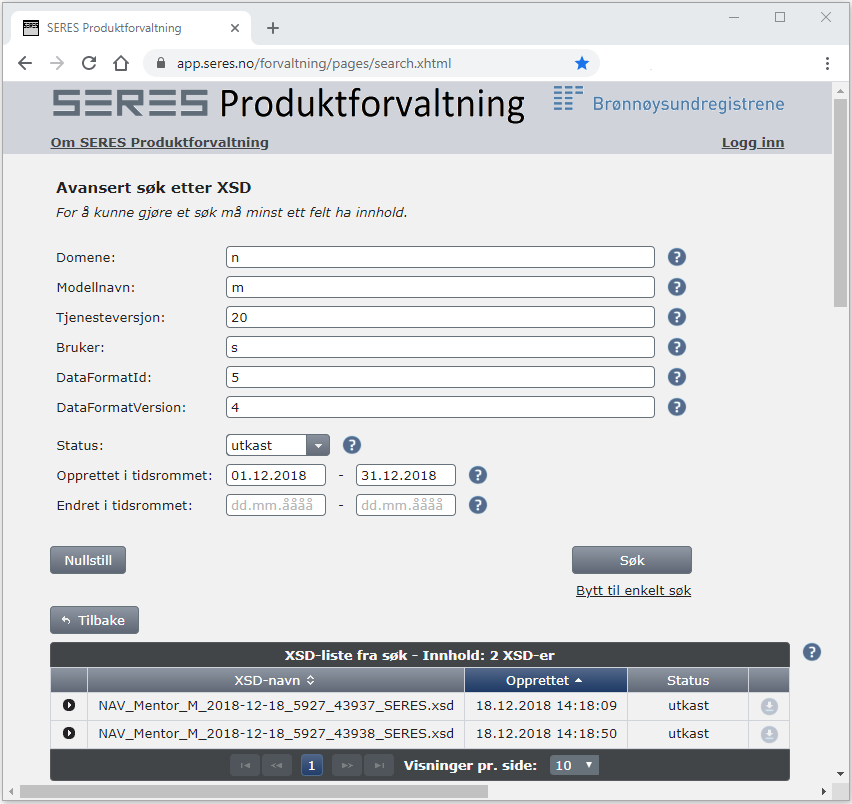 SERES Produktforvaltning
app.seres.no/forvaltning/pages/search.xhtml
SERES Produktforvaltning
Brønnøysundregistrene
Om SERES Produktforvaltning Logg inn
Avansert søk etter XSD
For å kunne gjøre et søk må minst ett felt ha innhold.
Domene: n ?
Modellnavn: m ?
Tjenesteversjon: 20 ?
Bruker: s ?
DataFormatId: 5 ?
DataFormatVersion: 4 ?
Status: utkast ?
Opprettet i tidsrommet: 01.12.2018 - 31.12.2018 ?
Endret i tidsrommet: dd.mm.åååå - dd.mm.åååå ?
Nullstill Søk
Bytt til enkelt søk
Tilbake
XSD-liste fra søk - Innhold: 2 XSD-er ?
XSD-navn Opprettet Status
NAV_Mentor_M_2018-12-18_5927_43937_SERES.xsd 18.12.2018 14:18:09 utkast
NAV_Mentor_M_2018-12-18_5927_43938_SERES.xsd 18.12.2018 14:18:50 utkast
1 Visninger pr. side: 10